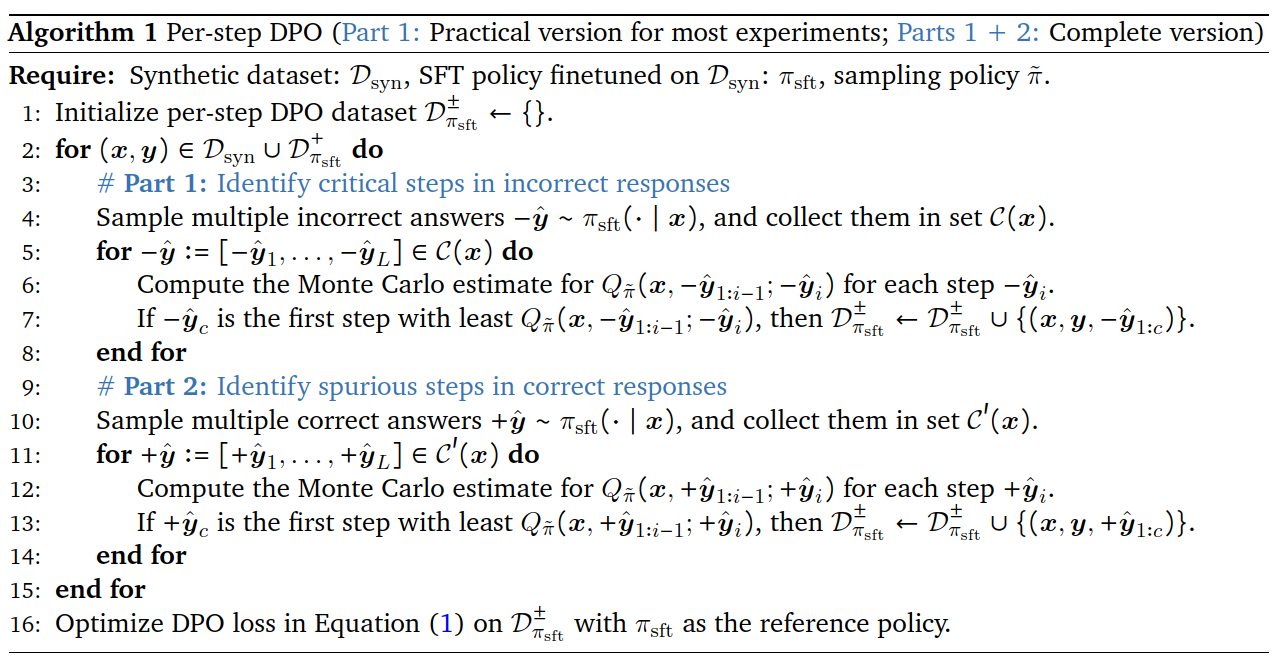 Algorithm 1 Per-step DPO (Part 1: Practical version for most experiments; Parts 1 + 2: Complete version)
Require: Synthetic dataset: $\mathcal{D}_{\text{syn}}$, SFT policy finetuned on $\mathcal{D}_{\text{syn}}$: $\pi_{\text{sft}}$, sampling policy $\tilde{\pi}$.
1: Initialize per-step DPO dataset $\mathcal{D}^{\pm}_{\pi_{\text{sft}}} \leftarrow \{\}$.
2: for $(\boldsymbol{x}, \boldsymbol{y}) \in \mathcal{D}_{\text{syn}} \cup \mathcal{D}^{+}_{\pi_{\text{sft}}}$ do
3: # Part 1: Identify critical steps in incorrect responses
4: Sample multiple incorrect answers $-\hat{\boldsymbol{y}} \sim \pi_{\text{sft}}(\cdot \mid \boldsymbol{x})$, and collect them in set $\mathcal{C}(\boldsymbol{x})$.
5: for $-\hat{\boldsymbol{y}} := [-\hat{\boldsymbol{y}}_1, \ldots, -\hat{\boldsymbol{y}}_L] \in \mathcal{C}(\boldsymbol{x})$ do
6: Compute the Monte Carlo estimate for $Q_{\tilde{\pi}}(\boldsymbol{x}, -\hat{\boldsymbol{y}}_{1:i-1}; -\hat{\boldsymbol{y}}_i)$ for each step $-\hat{\boldsymbol{y}}_i$.
7: If $-\hat{\boldsymbol{y}}_c$ is the first step with least $Q_{\tilde{\pi}}(\boldsymbol{x}, -\hat{\boldsymbol{y}}_{1:i-1}; -\hat{\boldsymbol{y}}_i)$, then $\mathcal{D}^{\pm}_{\pi_{\text{sft}}} \leftarrow \mathcal{D}^{\pm}_{\pi_{\text{sft}}} \cup \{(\boldsymbol{x}, \boldsymbol{y}, -\hat{\boldsymbol{y}}_{1:c})\}$.
8: end for
9: # Part 2: Identify spurious steps in correct responses
10: Sample multiple correct answers $+\hat{\boldsymbol{y}} \sim \pi_{\text{sft}}(\cdot \mid \boldsymbol{x})$, and collect them in set $\mathcal{C}'(\boldsymbol{x})$.
11: for $+\hat{\boldsymbol{y}} := [+\hat{\boldsymbol{y}}_1, \ldots, +\hat{\boldsymbol{y}}_L] \in \mathcal{C}'(\boldsymbol{x})$ do
12: Compute the Monte Carlo estimate for $Q_{\tilde{\pi}}(\boldsymbol{x}, +\hat{\boldsymbol{y}}_{1:i-1}; +\hat{\boldsymbol{y}}_i)$ for each step $+\hat{\boldsymbol{y}}_i$.
13: If $+\hat{\boldsymbol{y}}_c$ is the first step with least $Q_{\tilde{\pi}}(\boldsymbol{x}, +\hat{\boldsymbol{y}}_{1:i-1}; +\hat{\boldsymbol{y}}_i)$, then $\mathcal{D}^{\pm}_{\pi_{\text{sft}}} \leftarrow \mathcal{D}^{\pm}_{\pi_{\text{sft}}} \cup \{(\boldsymbol{x}, \boldsymbol{y}, +\hat{\boldsymbol{y}}_{1:c})\}$.
14: end for
15: end for
16: Optimize DPO loss in Equation (1) on $\mathcal{D}^{\pm}_{\pi_{\text{sft}}}$ with $\pi_{\text{sft}}$ as the reference policy.